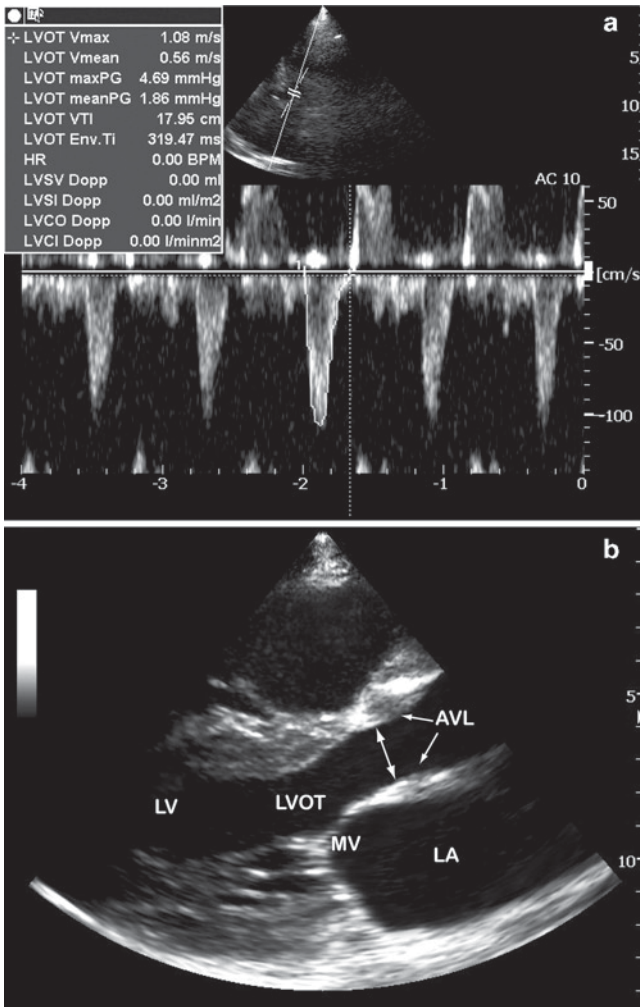 a
LVOT Vmax 1.08 m/s
LVOT Vmean 0.56 m/s
LVOT maxPG 4.69 mmHg
LVOT meanPG 1.86 mmHg
LVOT VTI 17.95 cm
LVOT Env.Ti 319.47 ms
HR 0.00 BPM
LVSV Dopp 0.00 ml
LVSI Dopp 0.00 ml/m2
LVCO Dopp 0.00 l/min
LVCI Dopp 0.00 l/minm2
5
10
15
AC 10
50
1
[cm/s
-50
-100
-4 -3 -2 -1 0
b
5
AVL
LV LVOT
MV LA
10